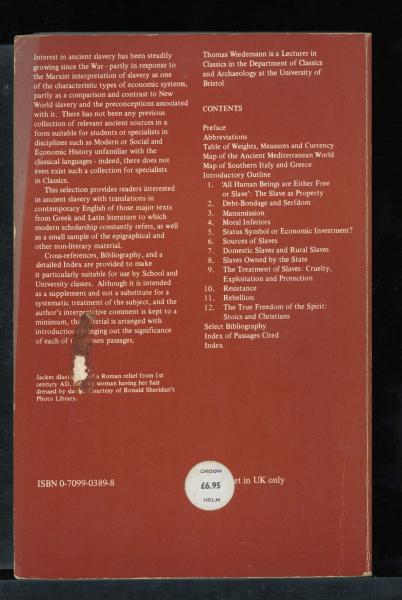 Interest in ancient slavery has been steadily
growing since the War - partly in response to
the Marxist interpretation of slavery as one
of the characteristic types of economic systems,
partly as a comparison and contrast to New
World slavery and the preconceptions associated
with it. There has not been any previous
collection of relevant ancient sources in a
form suitable for students or specialists in
disciplines such as Modern or Social and
Economic History unfamiliar with the
classical languages - indeed, there does not
even exist such a collection for specialists
in Classics.
This selection provides readers interested
in ancient slavery with translations in
contemporary English of those major texts
from Greek and Latin literature to which
modern scholarship constantly refers, as well
as a small sample of the epigraphical and
other non-literary material.
Cross-references, Bibliography, and a
detailed Index are provided to make
it particularly suitable for use by School and
University classes. Although it is intended
as a supplement and not a substitute for a
systematic treatment of the subject, and the
author's comment is kept to a
minimum, is arranged with
out the significance
of each of passages.
Jacket of a Roman relief from 1st
century AD, woman having her hair
dressed by Courtesy of Ronald Sheridan's
Photo Library.
ISBN 0-7099-0389-8
Thomas Wiedemann is a Lecturer in
Classics in the Department of Classics
and Archaeology at the University of
Bristol
CONTENTS
Preface
Abbreviations
Table of Weights, Measures and Currency
Map of the Ancient Mediterranean World
Map of Southern Italy and Greece
Introductory Outline
1. 'All Human Beings are Either Free
or Slave': The Slave as Property
2. Debt-Bondage and Serfdom
3. Manumission
4. Moral Inferiors
5. Status Symbol or Economic Investment?
6. Sources of Slaves
7. Domestic Slaves and Rural Slaves
8. Slaves Owned by the State
9. The Treatment of Slaves: Cruelty,
Exploitation and Protection
10. Resistance
11. Rebellion
12. The True Freedom of the Spirit:
Stoics and Christians
Select Bibliography
Index of Passages Cited
Index
CROOM
£6.95
HELM
et in UK only